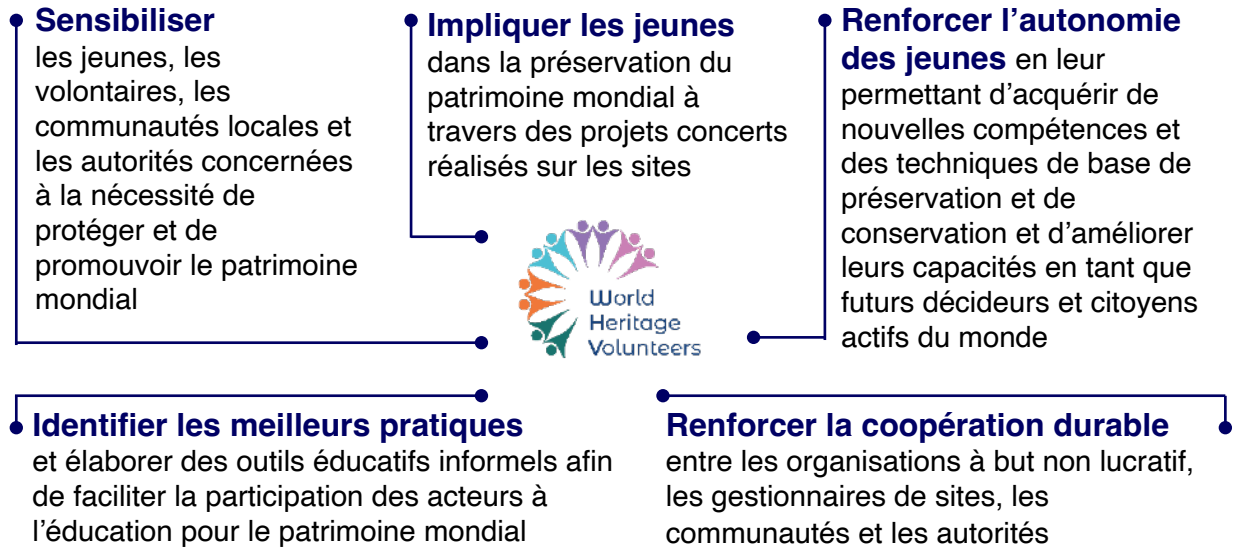 Sensibiliser
les jeunes, les
volontaires, les
communautés locales et
les autorités concernées
à la nécessité de
protéger et de
promouvoir le patrimoine
mondial
Impliquer les jeunes
dans la préservation du
patrimoine mondial à
travers des projets concerts
réalisés sur les sites
Renforcer l’autonomie
des jeunes en leur
permettant d’acquérir de
nouvelles compétences et
des techniques de base de
préservation et de
conservation et d’améliorer
leurs capacités en tant que
futurs décideurs et citoyens
actifs du monde
World
Heritage
Volunteers
Identifier les meilleurs pratiques
et élaborer des outils éducatifs informels afin
de faciliter la participation des acteurs à
l’éducation pour le patrimoine mondial
Renforcer la coopération durable
entre les organisations à but non lucratif,
les gestionnaires de sites, les
communautés et les autorités